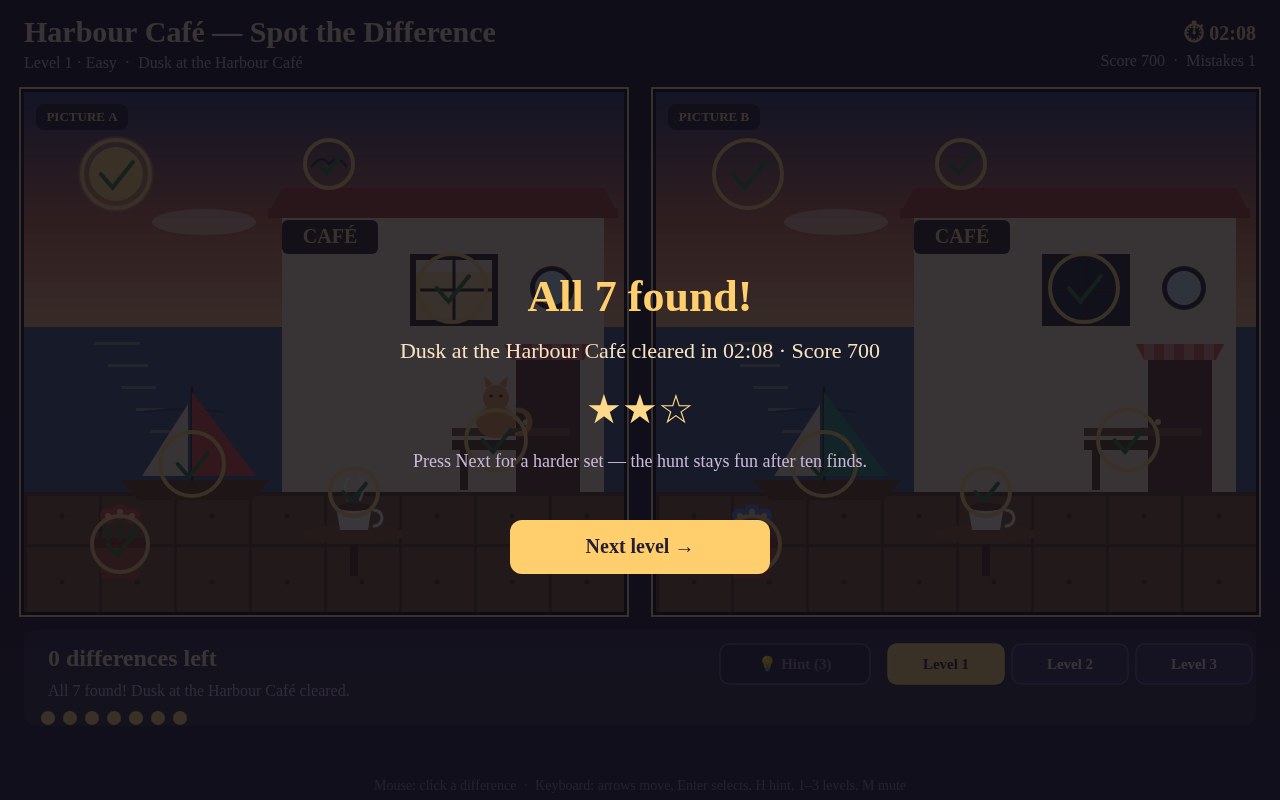 Harbour Café — Spot the Difference
Level 1 · Easy · Dusk at the Harbour Café
⏱ 02:08
Score 700 · Mistakes 1
PICTURE A
PICTURE B
CAFÉ
CAFÉ
All 7 found!
Dusk at the Harbour Café cleared in 02:08 · Score 700
★★☆
Press Next for a harder set — the hunt stays fun after ten finds.
Next level →
0 differences left
All 7 found! Dusk at the Harbour Café cleared.
💡 Hint (3)
Level 1
Level 2
Level 3
Mouse: click a difference · Keyboard: arrows move, Enter selects, H hint, 1–3 levels, M mute